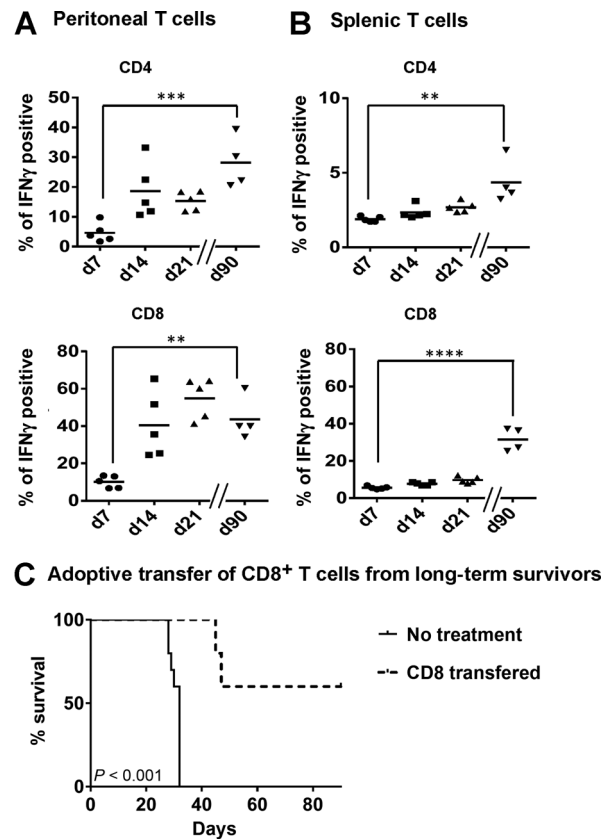 A Peritoneal T cells
B Splenic T cells
CD4
% of IFNγ positive
50
40
30
20
10
0
***
d7
d14
d21
d90
CD4
% of IFNγ positive
10
5
0
**
d7
d14
d21
d90
CD8
% of IFNγ positive
80
60
40
20
0
**
d7
d14
d21
d90
CD8
% of IFNγ positive
80
60
40
20
0
****
d7
d14
d21
d90
C Adoptive transfer of CD8+ T cells from long-term survivors
% survival
100
50
0
P < 0.001
0 20 40 60 80
Days
No treatment
CD8 transfered